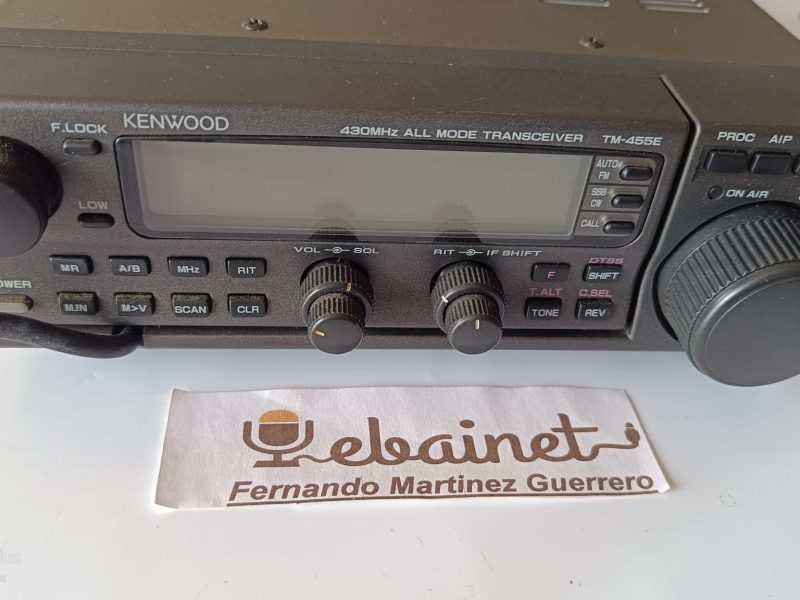 F.LOCK
KENWOOD
430MHz ALL MODE TRANSCEIVER
TM-455E
PROC
AIP
AUTO
FM
SSB
CW
CALL
ON AIR
LOW
VOL
SQL
RIT
IF SHIFT
MR
A/B
MHz
RIT
F
DTSS
SHIFT
M.IN
M>V
SCAN
CLR
T.ALT
TONE
C.SEL
REV
ebainet
Fernando Martinez Guerrero